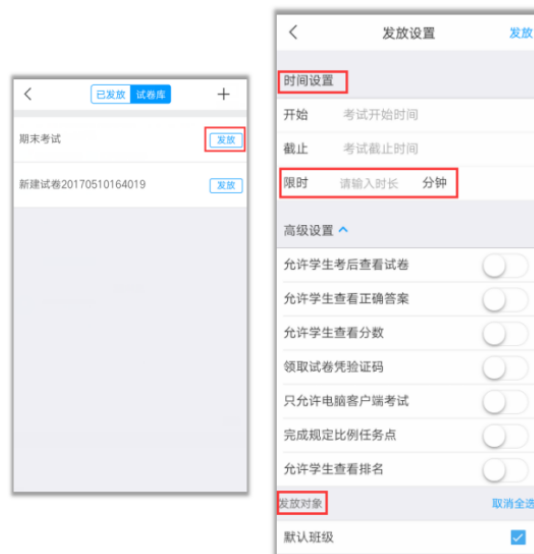 已发放 试卷库
期末考试 发放
新建试卷20170510164019 发放
发放设置 发放
时间设置
开始 考试开始时间
截止 考试截止时间
限时 请输入时长 分钟
高级设置
允许学生考后查看试卷
允许学生查看正确答案
允许学生查看分数
领取试卷凭验证码
只允许电脑客户端考试
完成规定比例任务点
允许学生查看排名
发放对象 取消全选
默认班级